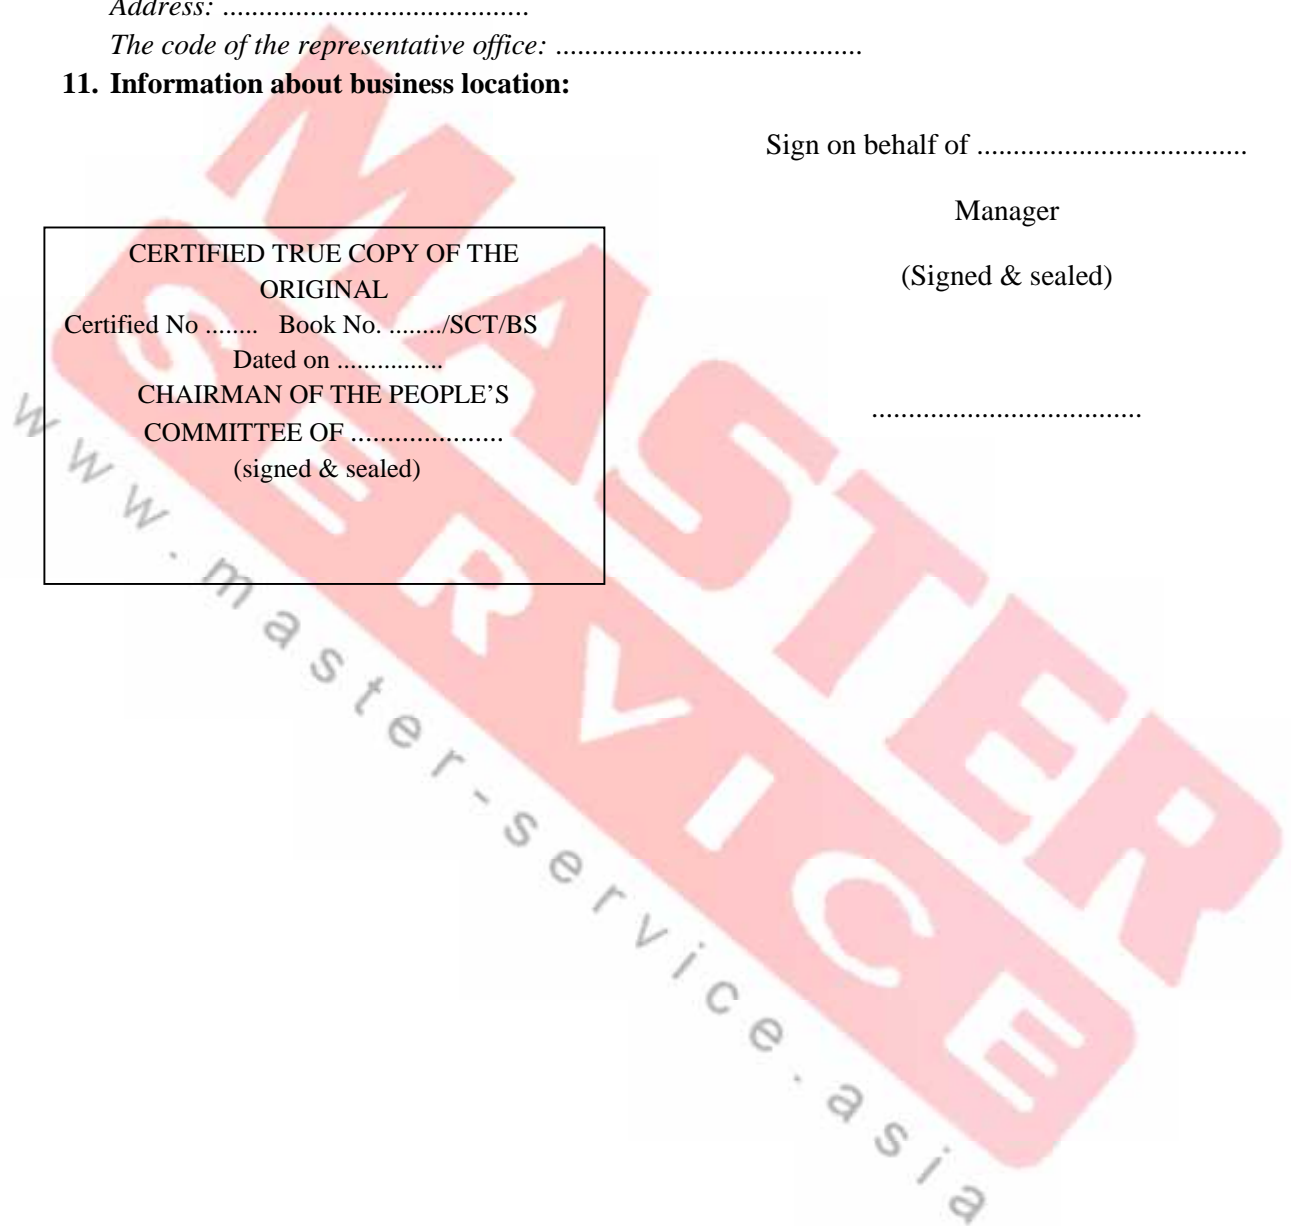 Address: ..........................................
The code of the representative office: ..........................................
11. Information about business location:
Sign on behalf of .....................................
Manager
(Signed & sealed)
.....................................
CERTIFIED TRUE COPY OF THE
ORIGINAL
Certified No ........ Book No. ......../SCT/BS
Dated on ................
CHAIRMAN OF THE PEOPLE’S
COMMITTEE OF .....................
(signed & sealed)
MASTER
SERVICE
www.master-service.asia